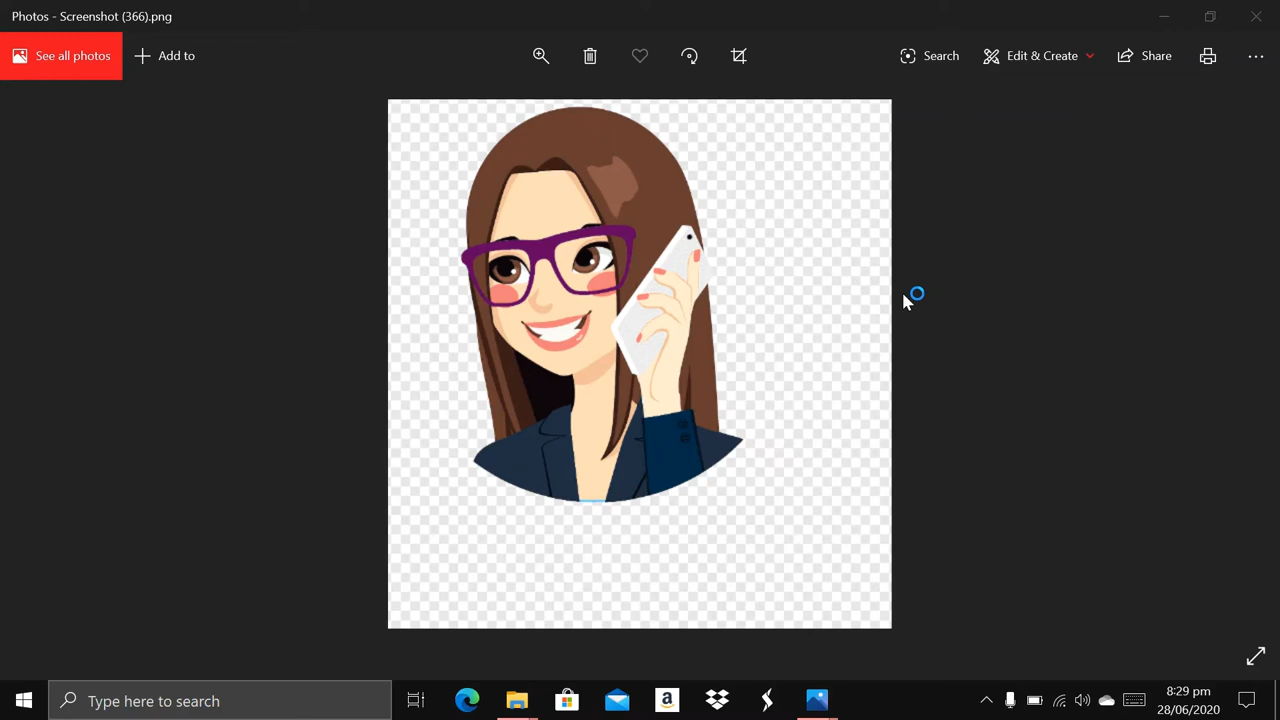 Photos - Screenshot (366).png
See all photos
Add to
Search
Edit & Create
Share
Type here to search
a
8:29 pm
28/06/2020